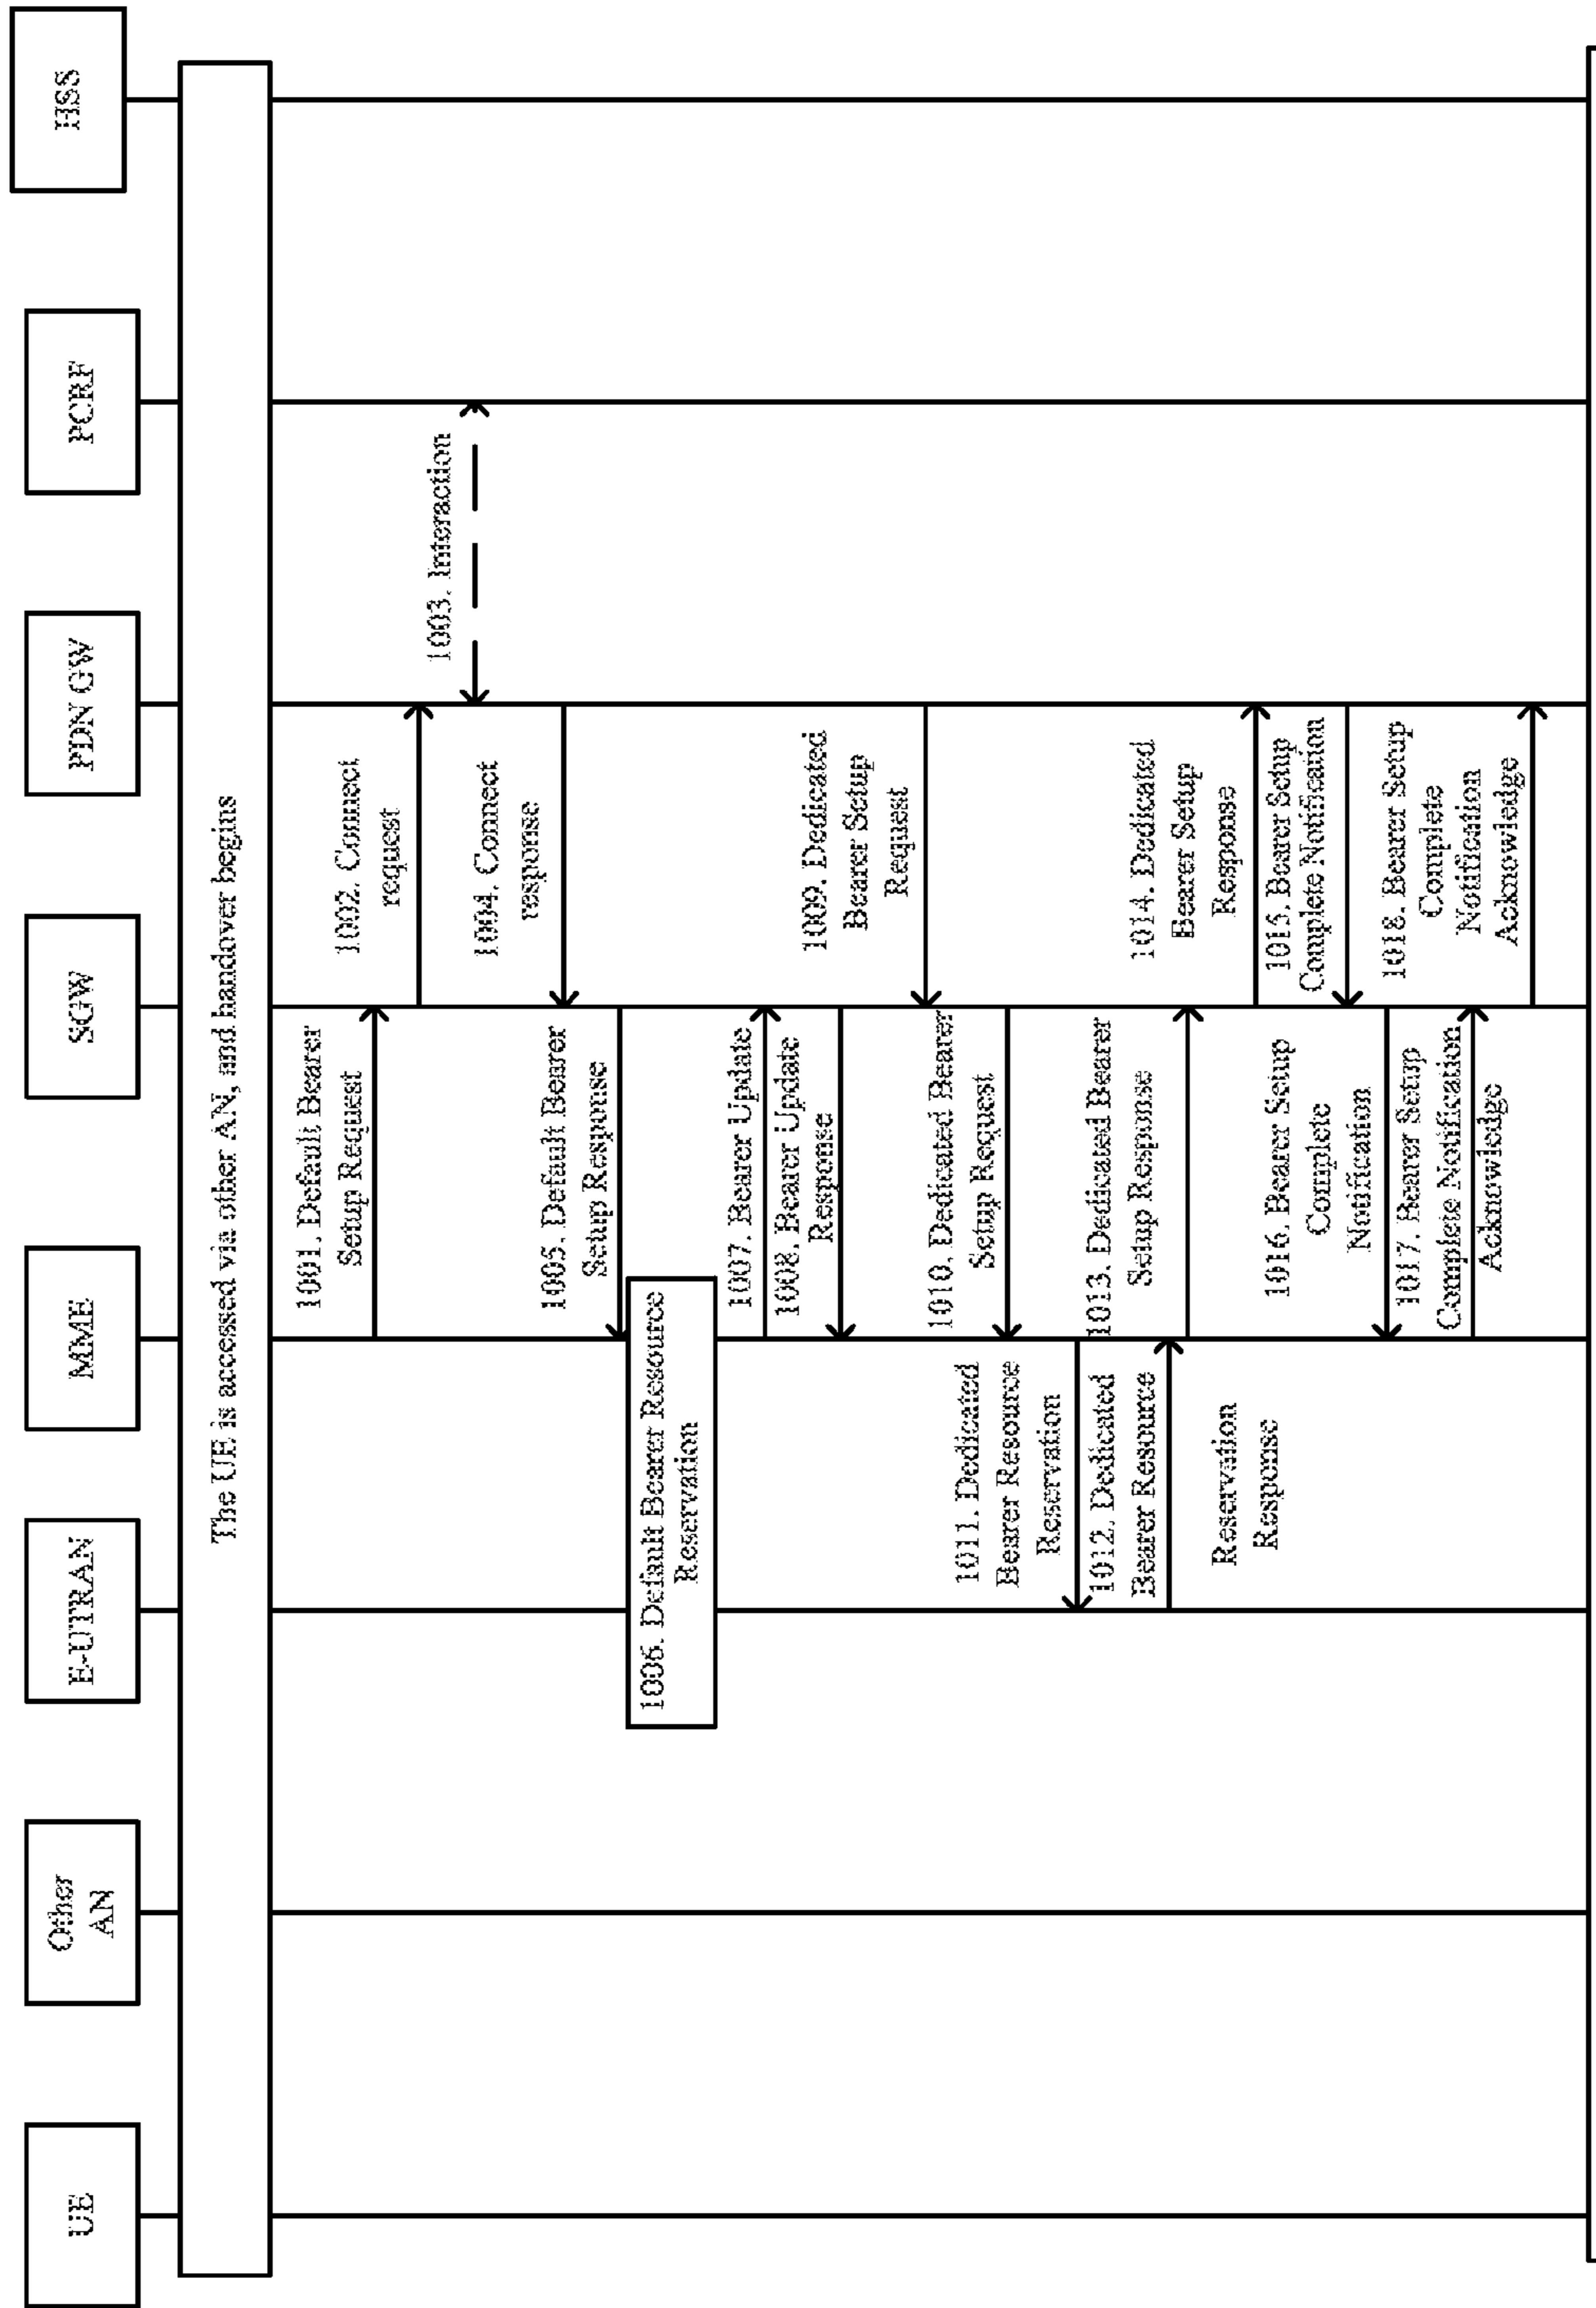 UE
Other
AN
E-UTRAN
MME
SGW
PDN GW
PCRF
HSS
The UE is accessed via other AN, and handover begins
1001. Default Bearer
Setup Request
1002. Connect
request
1003. Interaction
1004. Connect
response
1005. Default Bearer
Setup Response
1006. Default Bearer Resource
Reservation
1007. Bearer Update
1008. Bearer Update
Response
1009. Dedicated
Bearer Setup
Request
1010. Dedicated Bearer
Setup Request
1011. Dedicated
Bearer Resource
Reservation
1012. Dedicated
Bearer Resource
Reservation
Response
1013. Dedicated Bearer
Setup Response
1014. Dedicated
Bearer Setup
Response
1015. Bearer Setup
Complete Notification
1016. Bearer Setup
Complete
Notification
1017. Bearer Setup
Complete Notification
Acknowledge
1018. Bearer Setup
Complete
Notification
Acknowledge